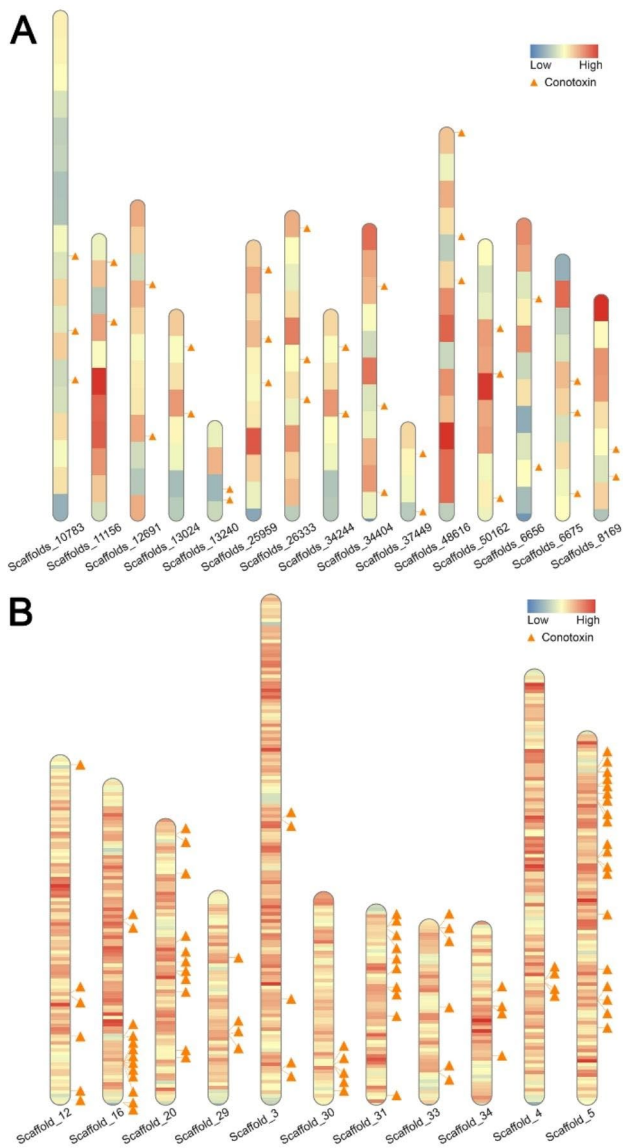 A
Low High
Conotoxin
Scaffolds_10783
Scaffolds_11156
Scaffolds_12691
Scaffolds_13024
Scaffolds_13240
Scaffolds_25959
Scaffolds_26333
Scaffolds_34244
Scaffolds_34404
Scaffolds_37449
Scaffolds_48616
Scaffolds_50162
Scaffolds_6656
Scaffolds_6675
Scaffolds_8169
B
Low High
Conotoxin
Scaffold_12
Scaffold_16
Scaffold_20
Scaffold_29
Scaffold_3
Scaffold_30
Scaffold_31
Scaffold_33
Scaffold_34
Scaffold_4
Scaffold_5